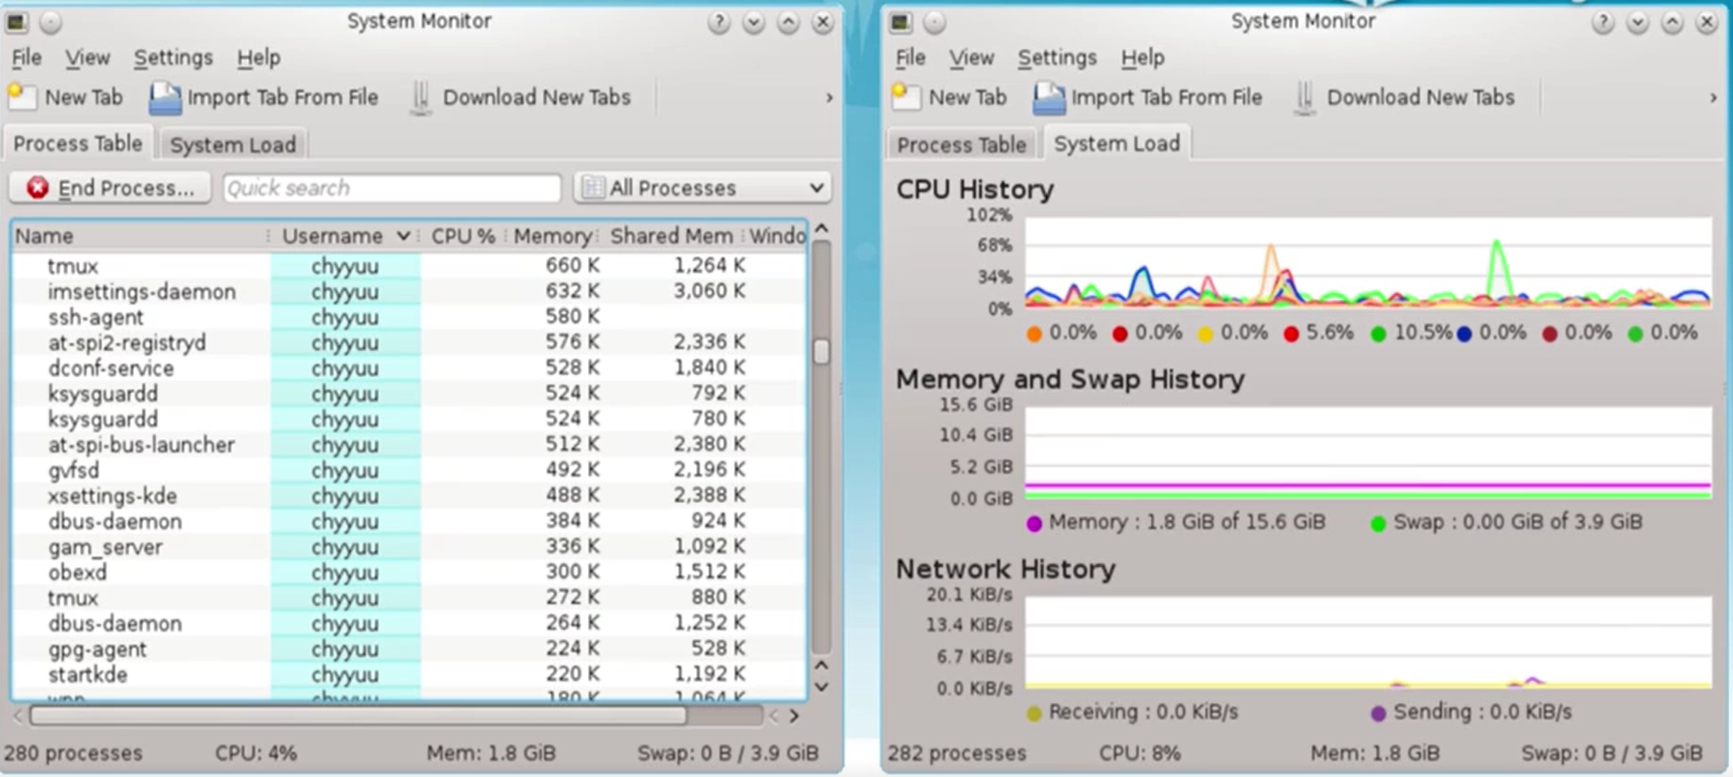 System Monitor
File View Settings Help
New Tab Import Tab From File Download New Tabs
Process Table System Load
End Process... Quick search All Processes
Name Username CPU % Memory Shared Mem Windo
tmux chyyuu 660 K 1,264 K
imsettings-daemon chyyuu 632 K 3,060 K
ssh-agent chyyuu 580 K
at-spi2-registryd chyyuu 576 K 2,336 K
dconf-service chyyuu 528 K 1,840 K
ksysguardd chyyuu 524 K 792 K
ksysguardd chyyuu 524 K 780 K
at-spi-bus-launcher chyyuu 512 K 2,380 K
gvfsd chyyuu 492 K 2,196 K
xsettings-kde chyyuu 488 K 2,388 K
dbus-daemon chyyuu 384 K 924 K
gam_server chyyuu 336 K 1,092 K
obexd chyyuu 300 K 1,512 K
tmux chyyuu 272 K 880 K
dbus-daemon chyyuu 264 K 1,252 K
gpg-agent chyyuu 224 K 528 K
startkde chyyuu 220 K 1,192 K
chyyuu 180 K 1,064 K
280 processes CPU: 4% Mem: 1.8 GiB Swap: 0 B / 3.9 GiB
System Monitor
File View Settings Help
New Tab Import Tab From File Download New Tabs
Process Table System Load
CPU History
102%
68%
34%
0%
0.0% 0.0% 0.0% 5.6% 10.5% 0.0% 0.0% 0.0%
Memory and Swap History
15.6 GiB
10.4 GiB
5.2 GiB
0.0 GiB
Memory : 1.8 GiB of 15.6 GiB Swap : 0.00 GiB of 3.9 GiB
Network History
20.1 KiB/s
13.4 KiB/s
6.7 KiB/s
0.0 KiB/s
Receiving : 0.0 KiB/s Sending : 0.0 KiB/s
282 processes CPU: 8% Mem: 1.8 GiB Swap: 0 B / 3.9 GiB